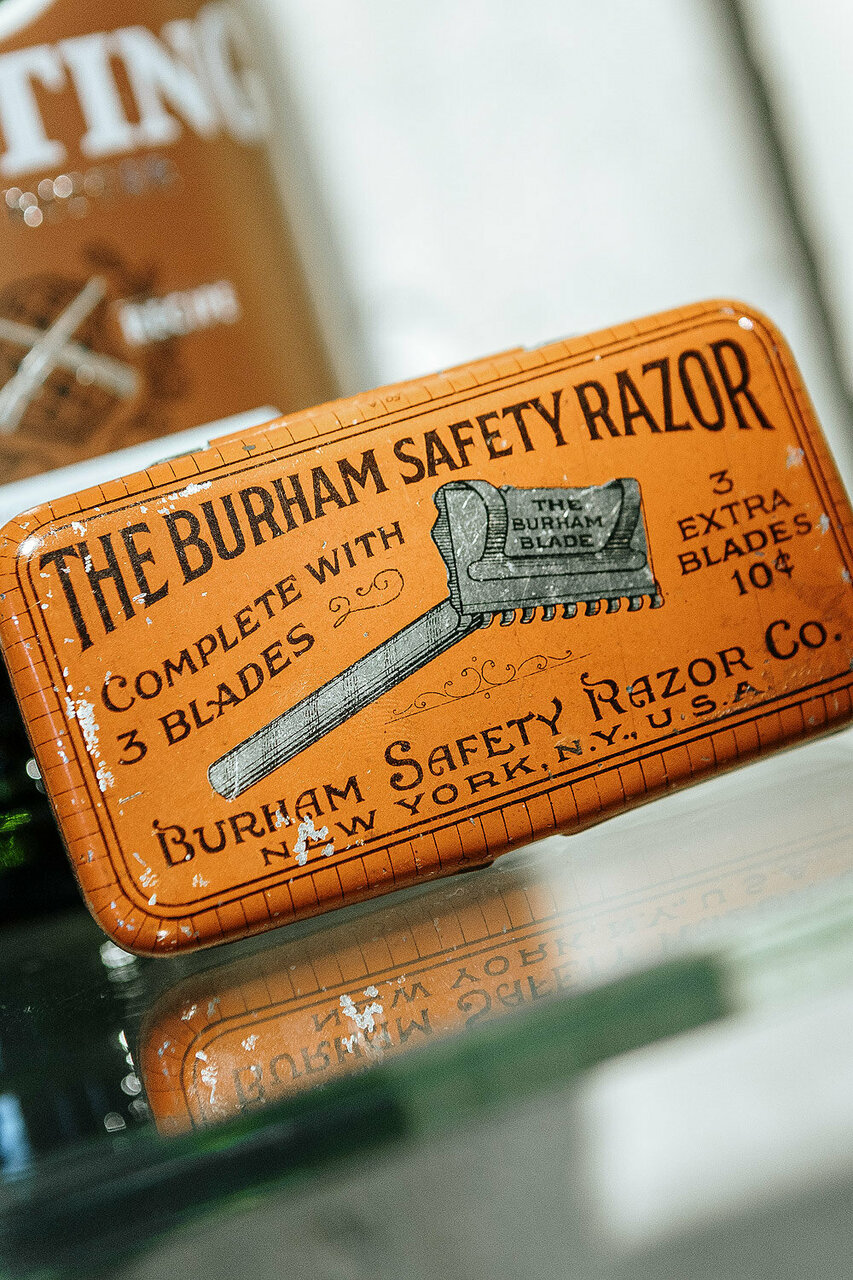 TING
THE BURHAM SAFETY RAZOR
COMPLETE WITH
3 BLADES
THE
BURHAM
BLADE
3
EXTRA
BLADES
10¢
BURHAM SAFETY RAZOR CO.
NEW YORK, N.Y., U.S.A.